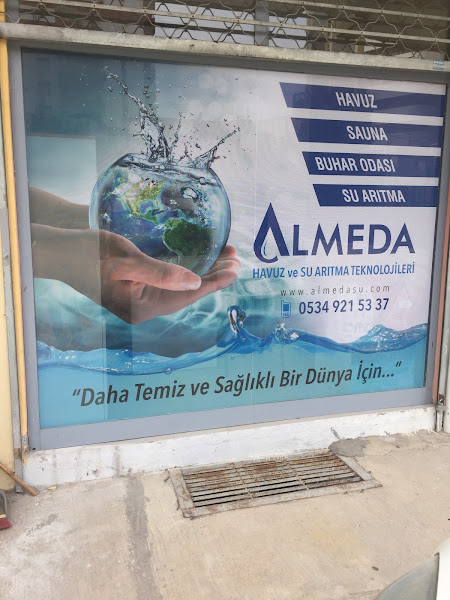 HAVUZ
SAUNA
BUHAR ODASI
SU ARITMA
ALMEDA
HAVUZ ve SU ARITMA TEKNOLOJİLERİ
www.almedasu.com
0534 921 53 37
“Daha Temiz ve Sağlıklı Bir Dünya İçin...”